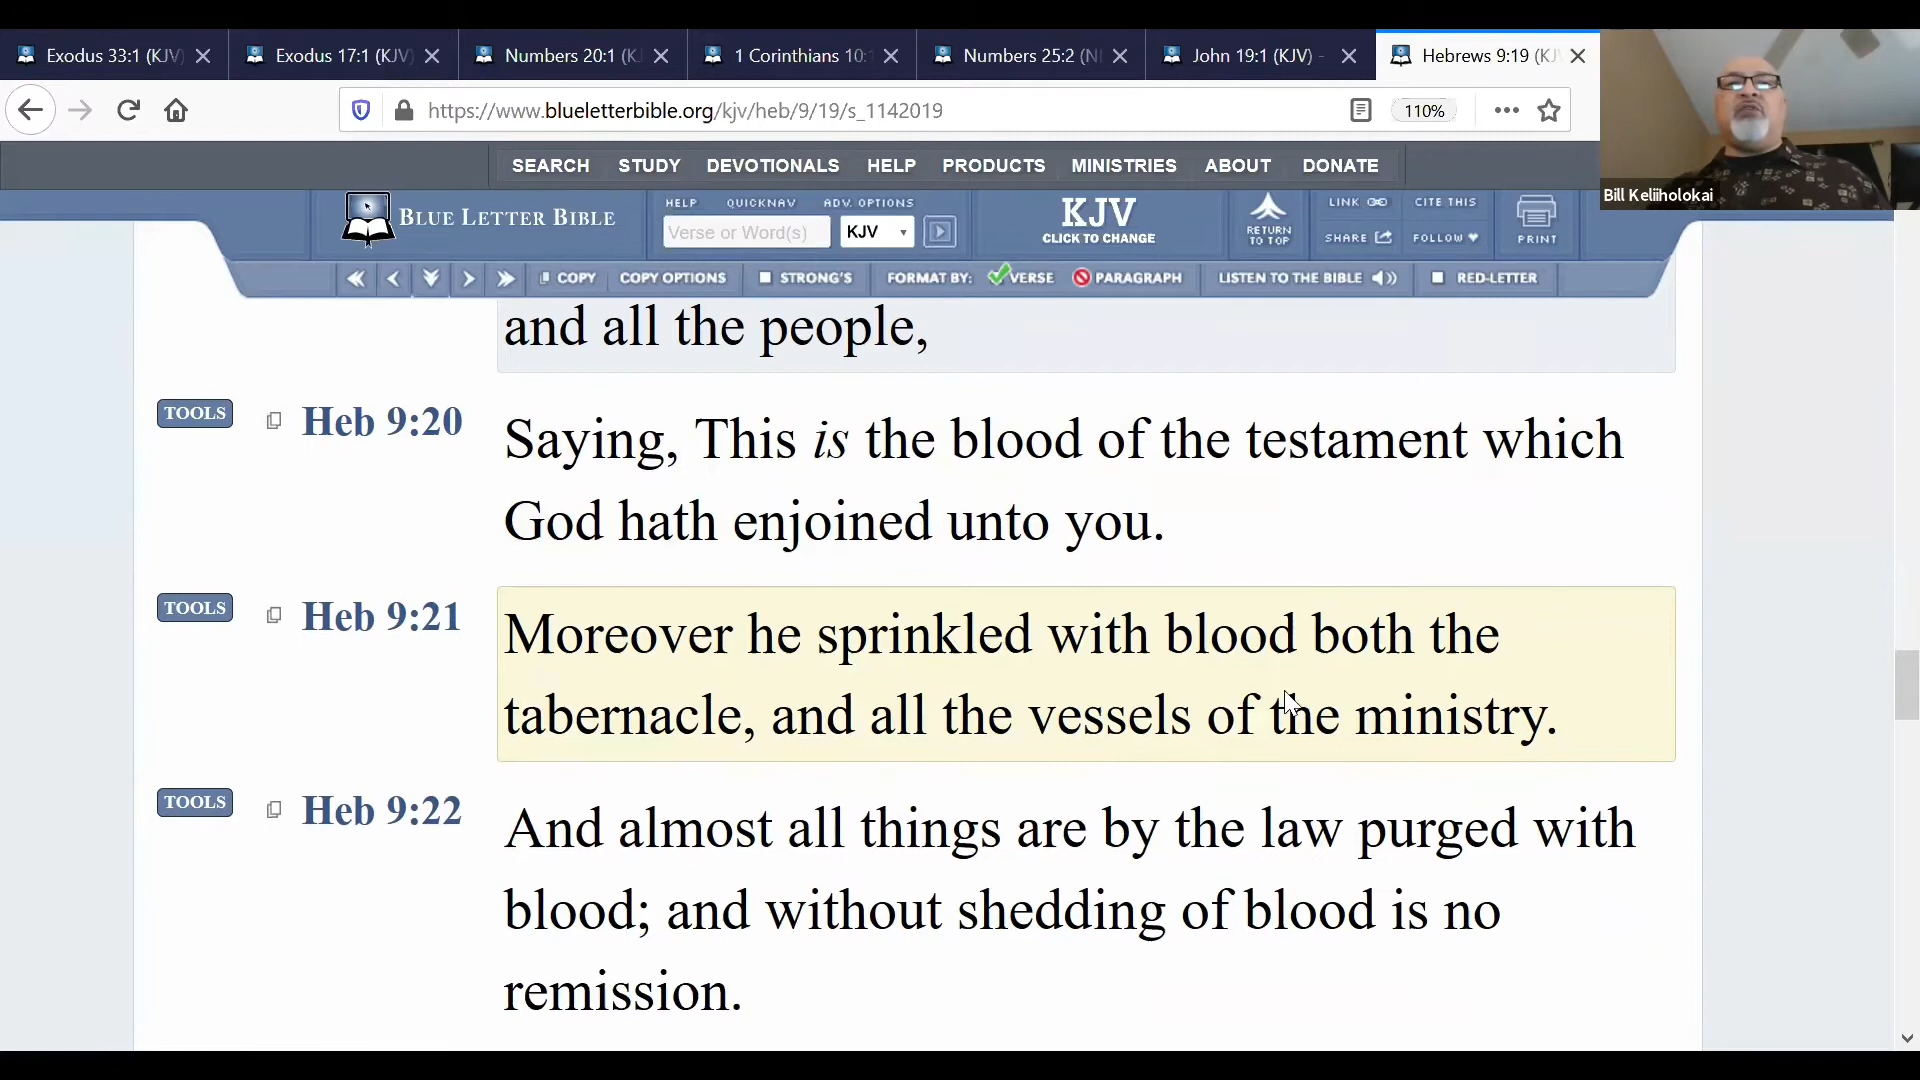 Exodus 33:1 (KJV)
Exodus 17:1 (KJV)
Numbers 20:1 (K
1 Corinthians 10:
Numbers 25:2 (N
John 19:1 (KJV) -
Hebrews 9:19 (KJ
https://www.blueletterbible.org/kjv/heb/9/19/s_1142019
110%
SEARCH STUDY DEVOTIONALS HELP PRODUCTS MINISTRIES ABOUT DONATE
Bill Keliiholokai
BLUE LETTER BIBLE
HELP QUICKNAV ADV. OPTIONS
Verse or Word(s)
KJV
KJV
CLICK TO CHANGE
RETURN
TO TOP
LINK
CITE THIS
SHARE
FOLLOW
PRINT
COPY COPY OPTIONS STRONG'S FORMAT BY: VERSE PARAGRAPH LISTEN TO THE BIBLE RED-LETTER
and all the people,
TOOLS Heb 9:20 Saying, This is the blood of the testament which
God hath enjoined unto you.
TOOLS Heb 9:21 Moreover he sprinkled with blood both the
tabernacle, and all the vessels of the ministry.
TOOLS Heb 9:22 And almost all things are by the law purged with
blood; and without shedding of blood is no
remission.